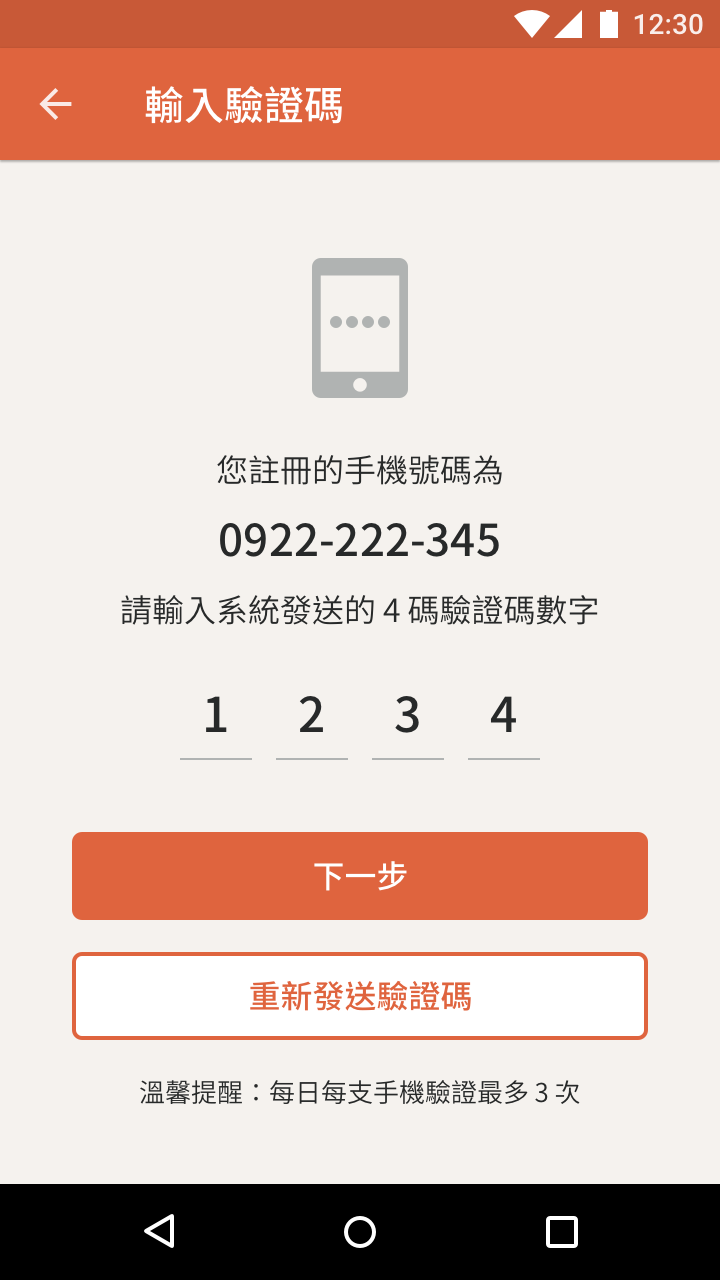 12:30
輸入驗證碼
您註冊的手機號碼為
0922-222-345
請輸入系統發送的 4 碼驗證碼數字
1 2 3 4
下一步
重新發送驗證碼
溫馨提醒：每日每支手機驗證最多 3 次